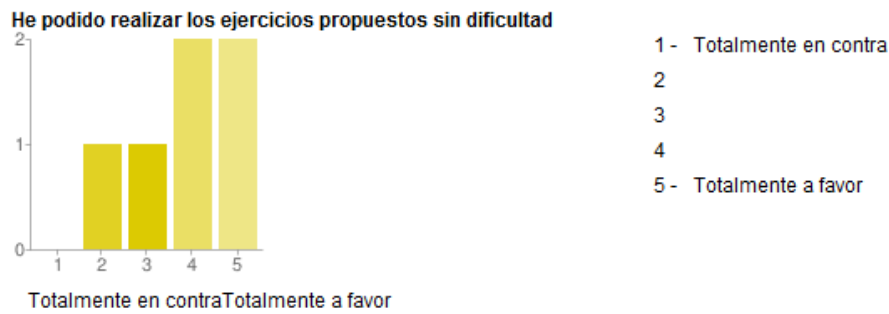 He podido realizar los ejercicios propuestos sin dificultad
2
1
0
1 2 3 4 5
Totalmente en contraTotalmente a favor
1 - Totalmente en contra
2
3
4
5 - Totalmente a favor